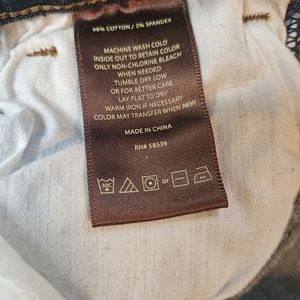 98% COTTON / 2% SPANDEX
MACHINE WASH COLD
INSIDE OUT TO RETAIN COLOR
ONLY NON-CHLORINE BLEACH
WHEN NEEDED
TUMBLE DRY LOW
OR FOR BETTER CARE
LAY FLAT TO DRY
WARM IRON IF NECESSARY
COLOR MAY TRANSFER WHEN NEW
MADE IN CHINA
RN# 58539
30C or